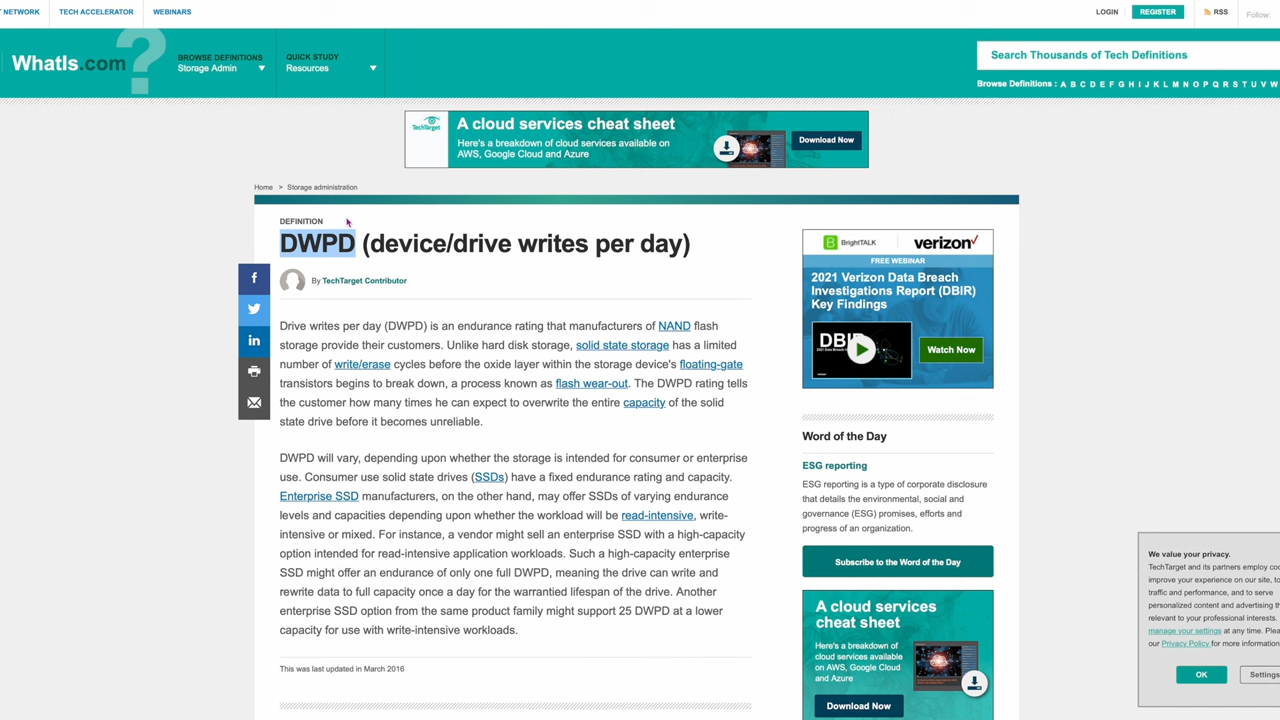 NETWORK
TECH ACCELERATOR
WEBINARS
LOGIN
REGISTER
RSS
Follow:
WhatIs.com
?
BROWSE DEFINITIONS
Storage Admin
QUICK STUDY
Resources
Search Thousands of Tech Definitions
Browse Definitions : A B C D E F G H I J K L M N O P Q R S T U V W
TechTarget
A cloud services cheat sheet
Here's a breakdown of cloud services available on
AWS, Google Cloud and Azure
Download Now
Home > Storage administration
DEFINITION
DWPD (device/drive writes per day)
By TechTarget Contributor
Drive writes per day (DWPD) is an endurance rating that manufacturers of NAND flash
storage provide their customers. Unlike hard disk storage, solid state storage has a limited
number of write/erase cycles before the oxide layer within the storage device's floating-gate
transistors begins to break down, a process known as flash wear-out. The DWPD rating tells
the customer how many times he can expect to overwrite the entire capacity of the solid
state drive before it becomes unreliable.
DWPD will vary, depending upon whether the storage is intended for consumer or enterprise
use. Consumer use solid state drives (SSDs) have a fixed endurance rating and capacity.
Enterprise SSD manufacturers, on the other hand, may offer SSDs of varying endurance
levels and capacities depending upon whether the workload will be read-intensive, write-
intensive or mixed. For instance, a vendor might sell an enterprise SSD with a high-capacity
option intended for read-intensive application workloads. Such a high-capacity enterprise
SSD might offer an endurance of only one full DWPD, meaning the drive can write and
rewrite data to full capacity once a day for the warrantied lifespan of the drive. Another
enterprise SSD option from the same product family might support 25 DWPD at a lower
capacity for use with write-intensive workloads.
This was last updated in March 2016
BrightTALK
verizon
FREE WEBINAR
2021 Verizon Data Breach
Investigations Report (DBIR)
Key Findings
DBIR
Watch Now
Word of the Day
ESG reporting
ESG reporting is a type of corporate disclosure
that details the environmental, social and
governance (ESG) promises, efforts and
progress of an organization.
Subscribe to the Word of the Day
A cloud services
cheat sheet
Here's a breakdown of
cloud services available
on AWS, Google Cloud
and Azure
Download Now
We value your privacy.
TechTarget and its partners employ
improve your experience on our site, to
traffic and performance, and to serve
personalized content and advertising
relevant to your professional interests.
manage your settings at any time.
our Privacy Policy for more information
OK
Settings